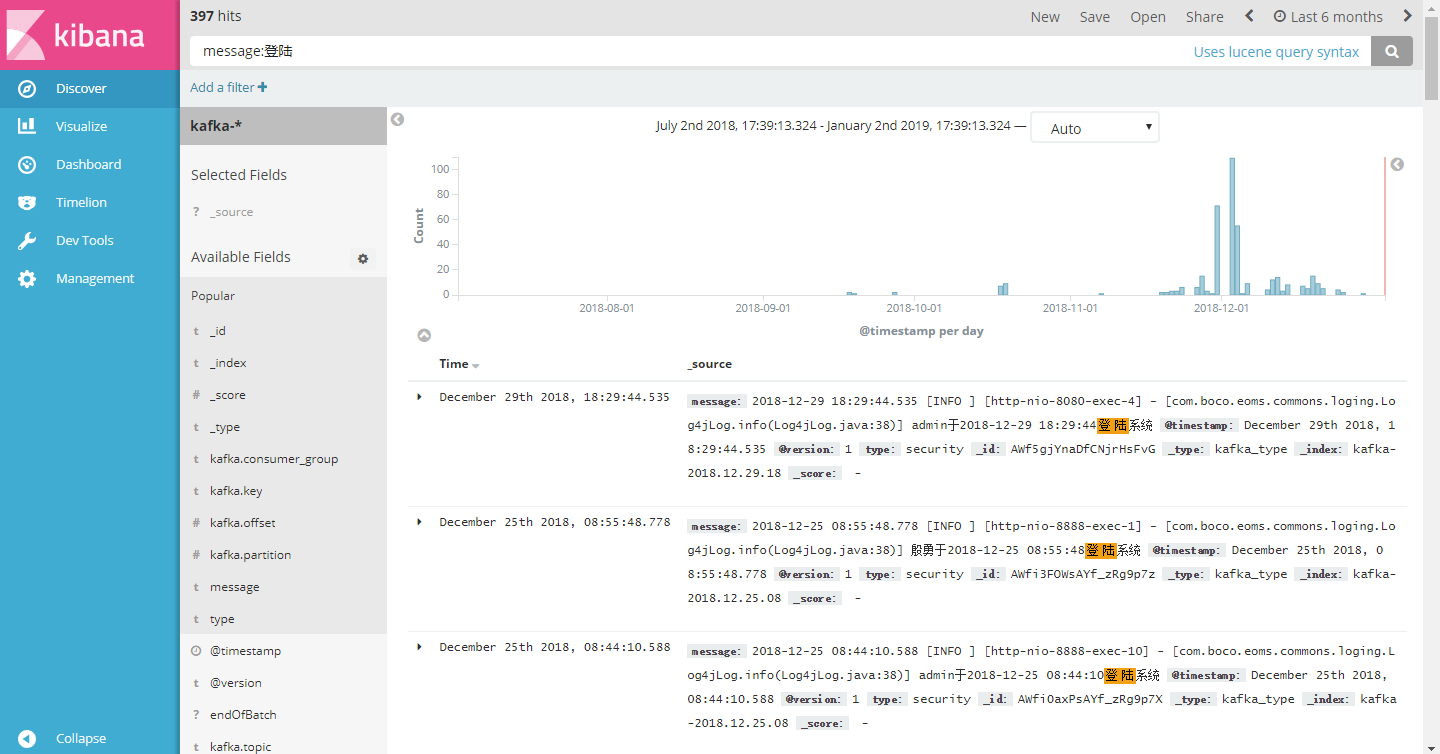 kibana
Discover
Visualize
Dashboard
Timelion
Dev Tools
Management
Collapse
397 hits
New Save Open Share Last 6 months
message:登陆
Uses lucene query syntax
Add a filter +
kafka-*
Selected Fields
? _source
Available Fields
Popular
t _id
t _index
# _score
t _type
t kafka.consumer_group
t kafka.key
# kafka.offset
# kafka.partition
t message
t type
@timestamp
t @version
? endOfBatch
t kafka.topic
July 2nd 2018, 17:39:13.324 - January 2nd 2019, 17:39:13.324 — Auto
Count
100
80
60
40
20
0
2018-08-01 2018-09-01 2018-10-01 2018-11-01 2018-12-01
@timestamp per day
Time _source
December 29th 2018, 18:29:44.535
message: 2018-12-29 18:29:44.535 [INFO ] [http-nio-8080-exec-4] - [com.boco.eoms.commons.loging.Lo
g4jLog.info(Log4jLog.java:38)] admin于2018-12-29 18:29:44登陆系统 @timestamp: December 29th 2018, 1
8:29:44.535 @version: 1 type: security _id: AWf5gjYnaDfCNjrHsFvG _type: kafka_type _index: kafka-
2018.12.29.18 _score: -
December 25th 2018, 08:55:48.778
message: 2018-12-25 08:55:48.778 [INFO ] [http-nio-8888-exec-1] - [com.boco.eoms.commons.loging.Lo
g4jLog.info(Log4jLog.java:38)] 殷勇于2018-12-25 08:55:48登陆系统 @timestamp: December 25th 2018, 0
8:55:48.778 @version: 1 type: security _id: AWfi3FOWsAYf_zRg9p7z _type: kafka_type _index: kafka-
2018.12.25.08 _score: -
December 25th 2018, 08:44:10.588
message: 2018-12-25 08:44:10.588 [INFO ] [http-nio-8888-exec-10] - [com.boco.eoms.commons.loging.L
og4jLog.info(Log4jLog.java:38)] admin于2018-12-25 08:44:10登陆系统 @timestamp: December 25th 2018,
08:44:10.588 @version: 1 type: security _id: AWfi0axPsAYf_zRg9p7X _type: kafka_type _index: kafka
-2018.12.25.08 _score: -